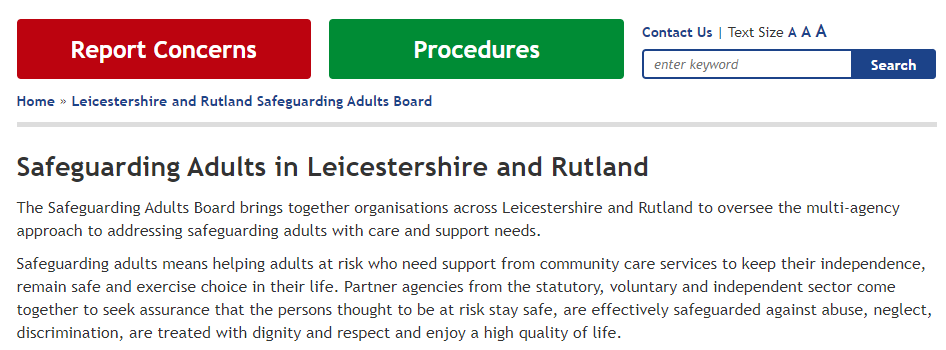 Report Concerns
Procedures
Contact Us | Text Size A A A
enter keyword
Search
Home » Leicestershire and Rutland Safeguarding Adults Board
Safeguarding Adults in Leicestershire and Rutland
The Safeguarding Adults Board brings together organisations across Leicestershire and Rutland to oversee the multi-agency
approach to addressing safeguarding adults with care and support needs.
Safeguarding adults means helping adults at risk who need support from community care services to keep their independence,
remain safe and exercise choice in their life. Partner agencies from the statutory, voluntary and independent sector come
together to seek assurance that the persons thought to be at risk stay safe, are effectively safeguarded against abuse, neglect,
discrimination, are treated with dignity and respect and enjoy a high quality of life.